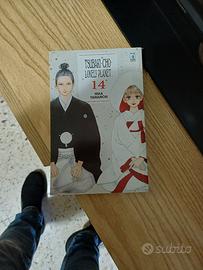 TSUBAKI-CHO
LONELY PLANET
14
MIKA
YAMAMORI
subito